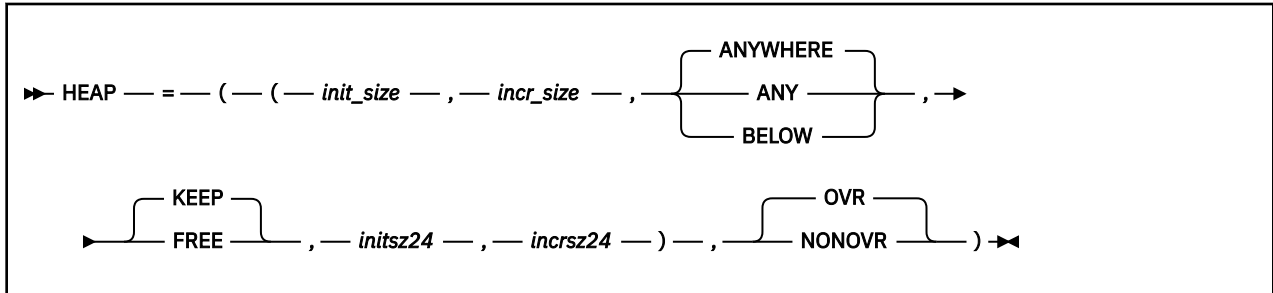 ANYWHERE
HEAP = ( ( init_size , incr_size , ANY ,
BELOW
KEEP OVR
FREE , initsz24 , incrsz24 ) , NONOVR )